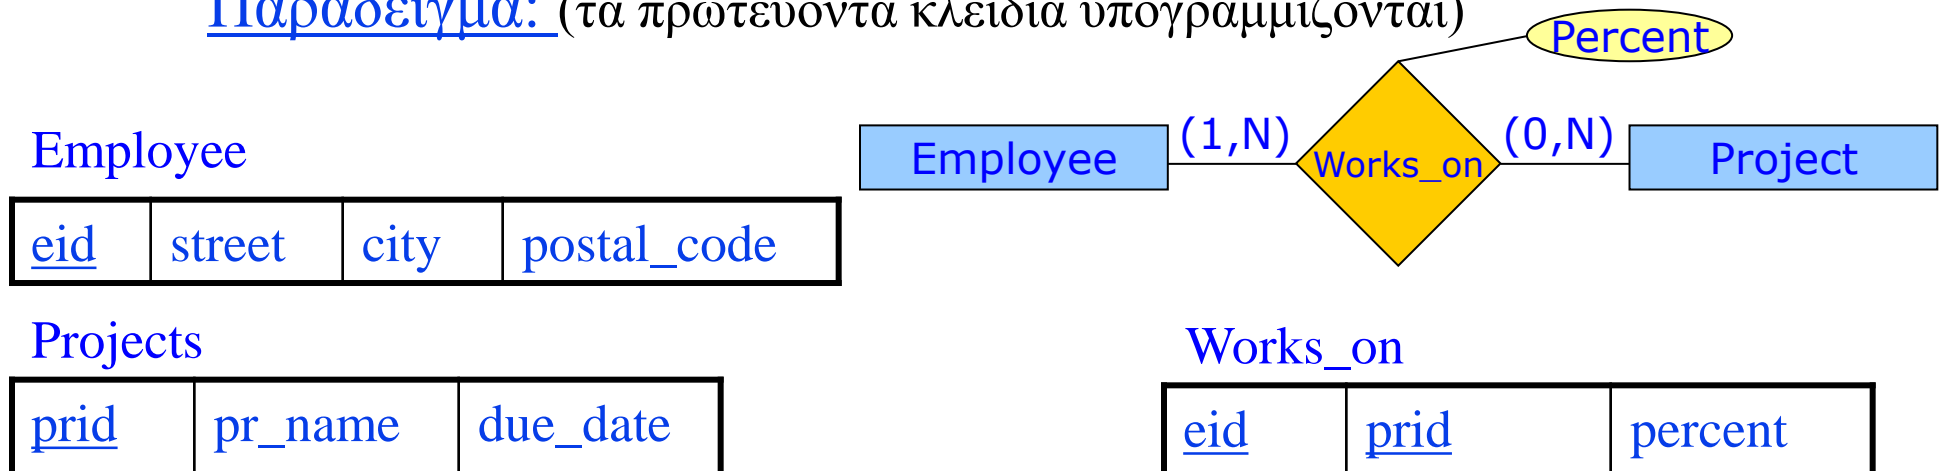 Παράδειγμα: (τα πρωτεύοντα κλειδιά υπογραμμίζονται)
Percent
Employee
Employee (1,N) Works_on (0,N) Project
eid street city postal_code
Projects
Works_on
prid pr_name due_date
eid prid percent